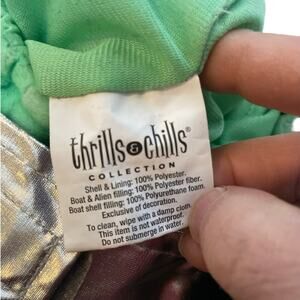 thrills & chills®
COLLECTION
Shell & Lining: 100% Polyester.
Boat & Alien filling: 100% Polyester fiber.
Boat shell filling: 100% Polyurethane foam.
Exclusive of decoration.
To clean, wipe with a damp cloth.
This item is not waterproof.
Do not submerge in water.